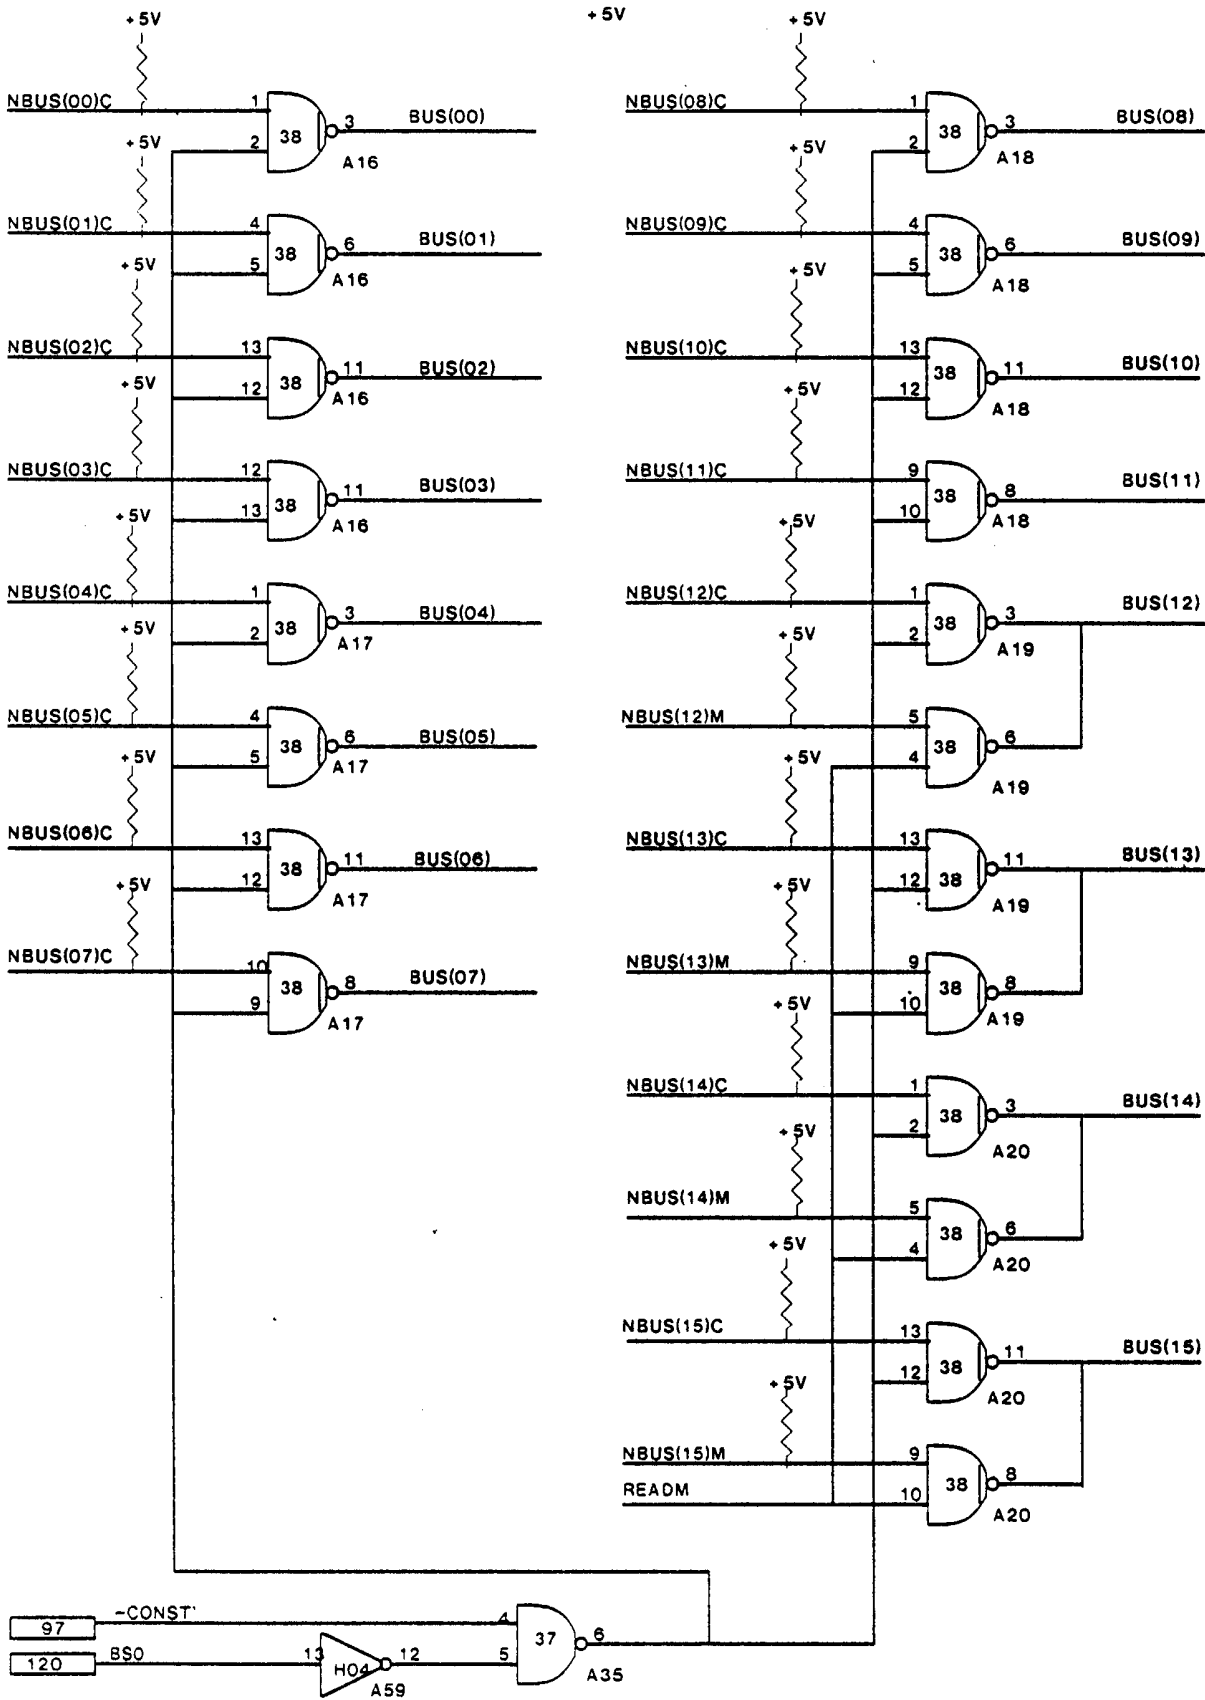 +5V
NBUS(00)C 1 2 38 3 A16 BUS(00)
+5V
NBUS(01)C 4 5 38 6 A16 BUS(01)
+5V
NBUS(02)C 13 12 38 11 A16 BUS(02)
+5V
NBUS(03)C 12 13 38 11 A16 BUS(03)
+5V
NBUS(04)C 1 2 38 3 A17 BUS(04)
+5V
NBUS(05)C 4 5 38 6 A17 BUS(05)
+5V
NBUS(06)C 13 12 38 11 A17 BUS(06)
+5V
NBUS(07)C 10 9 38 8 A17 BUS(07)
+5V
+5V
NBUS(08)C 1 2 38 3 A18 BUS(08)
+5V
NBUS(09)C 4 5 38 6 A18 BUS(09)
+5V
NBUS(10)C 13 12 38 11 A18 BUS(10)
+5V
NBUS(11)C 9 10 38 8 A18 BUS(11)
+5V
NBUS(12)C 1 2 38 3 A19 BUS(12)
+5V
NBUS(12)M 5 4 38 6 A19
+5V
NBUS(13)C 13 12 38 11 A19 BUS(13)
+5V
NBUS(13)M 9 10 38 8 A19
+5V
NBUS(14)C 1 2 38 3 A20 BUS(14)
+5V
NBUS(14)M 5 4 38 6 A20
+5V
NBUS(15)C 13 12 38 11 A20 BUS(15)
+5V
NBUS(15)M 9 38 8 A20
READM 10
97 ~CONST' 4 37 6 A35
120 BS0 13 H04 12 A59 5